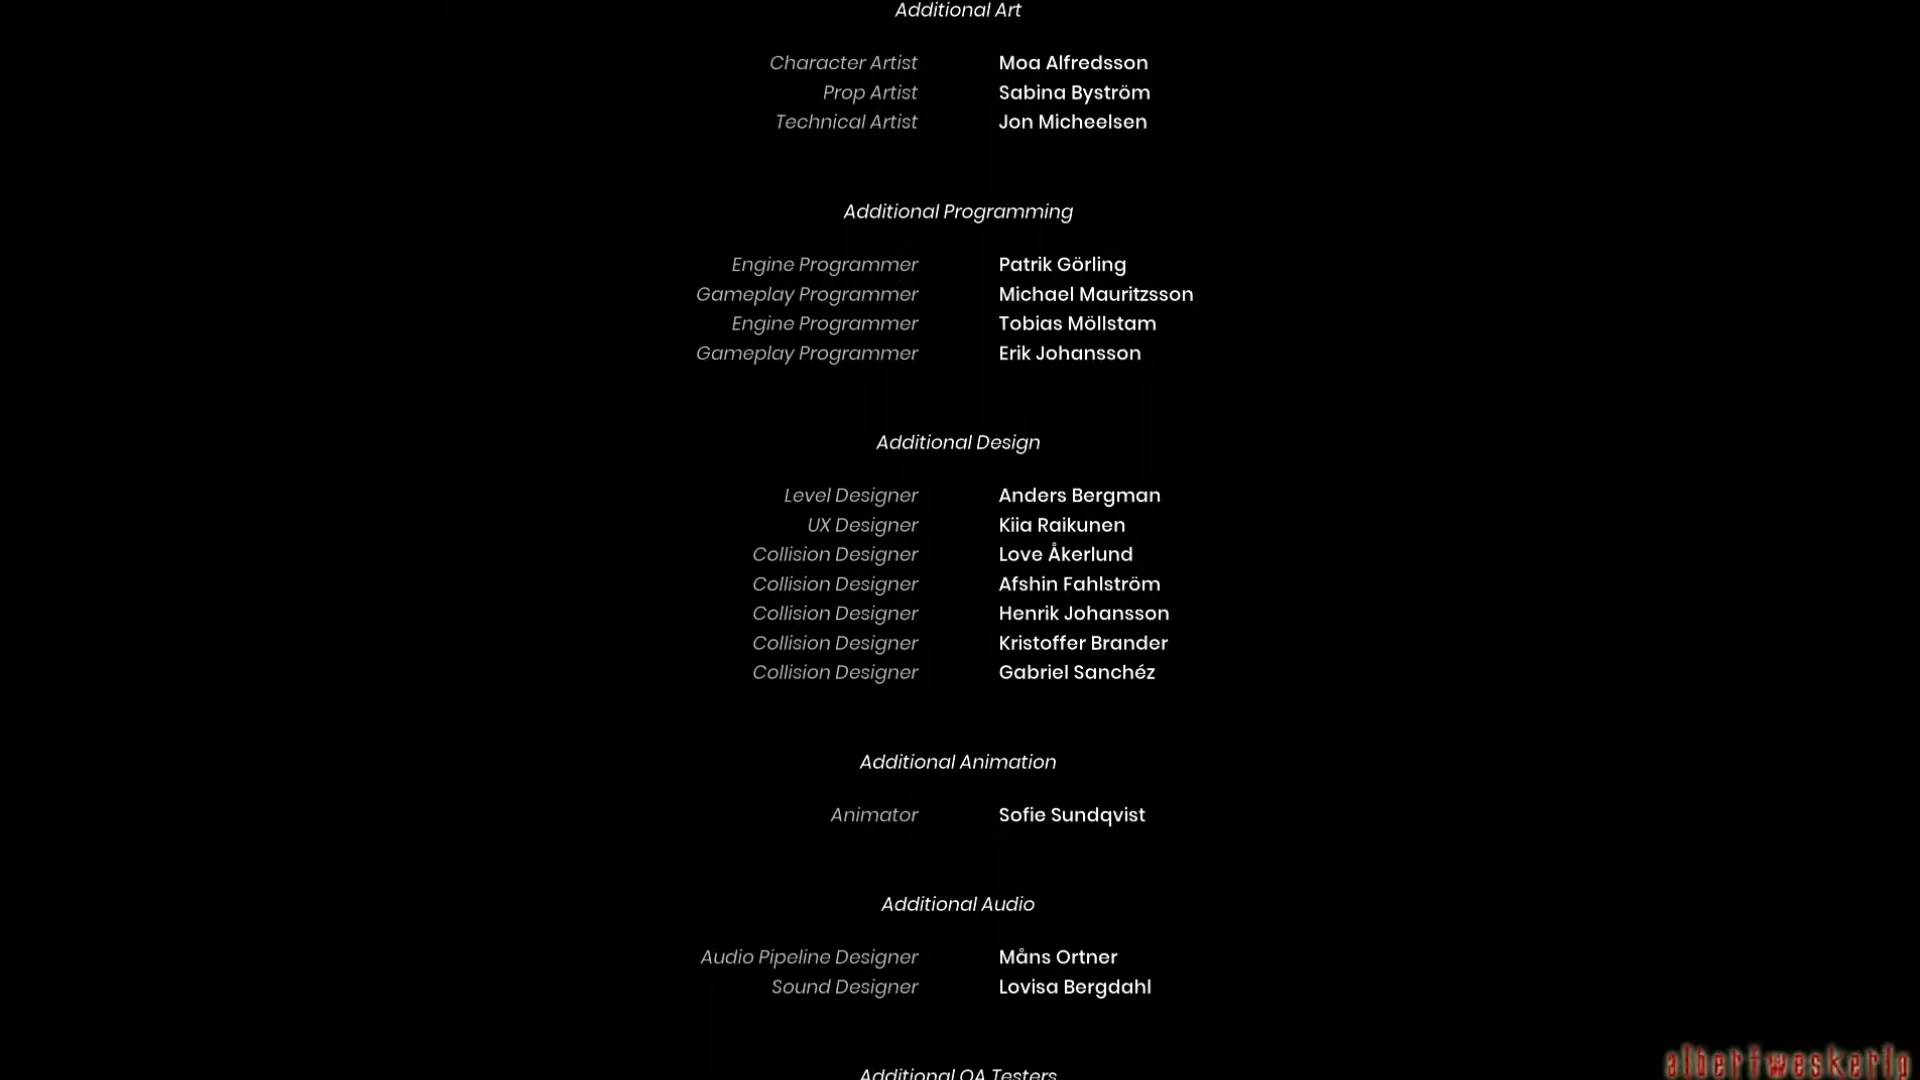 Additional Art
Character Artist Moa Alfredsson
Prop Artist Sabina Byström
Technical Artist Jon Micheelsen
Additional Programming
Engine Programmer Patrik Görling
Gameplay Programmer Michael Mauritzsson
Engine Programmer Tobias Möllstam
Gameplay Programmer Erik Johansson
Additional Design
Level Designer Anders Bergman
UX Designer Kiia Raikunen
Collision Designer Love Åkerlund
Collision Designer Afshin Fahlström
Collision Designer Henrik Johansson
Collision Designer Kristoffer Brander
Collision Designer Gabriel Sanchéz
Additional Animation
Animator Sofie Sundqvist
Additional Audio
Audio Pipeline Designer Måns Ortner
Sound Designer Lovisa Bergdahl
Additional QA Testers
albertweskerlp